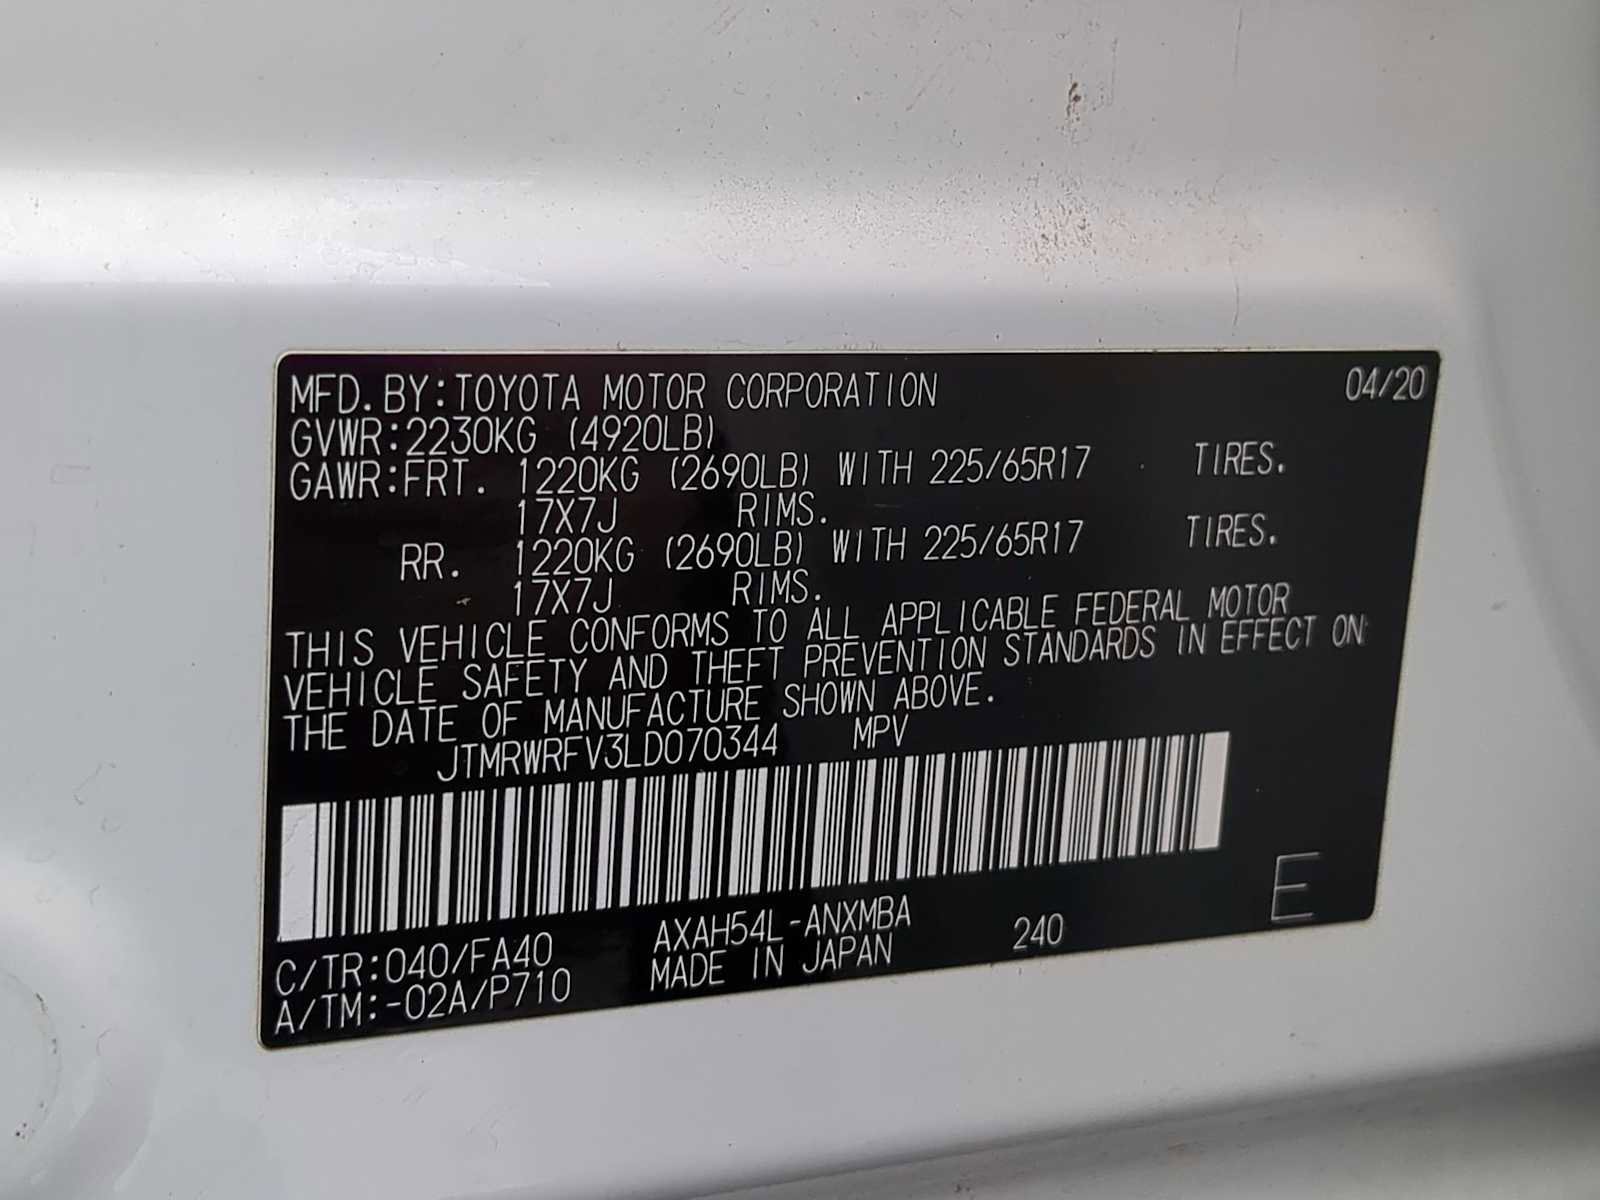 MFD. BY: TOYOTA MOTOR CORPORATION 04/20
GVWR: 2230KG (4920LB)
GAWR: FRT. 1220KG (2690LB) WITH 225/65R17 TIRES.
17X7J RIMS.
RR. 1220KG (2690LB) WITH 225/65R17 TIRES.
17X7J RIMS.
THIS VEHICLE CONFORMS TO ALL APPLICABLE FEDERAL MOTOR
VEHICLE SAFETY AND THEFT PREVENTION STANDARDS IN EFFECT ON
THE DATE OF MANUFACTURE SHOWN ABOVE.
JTMRWRFV3LD070344 MPV
E
C/TR: 040/FA40 AXAH54L-ANXMBA 240
A/TM: -02A/P710 MADE IN JAPAN